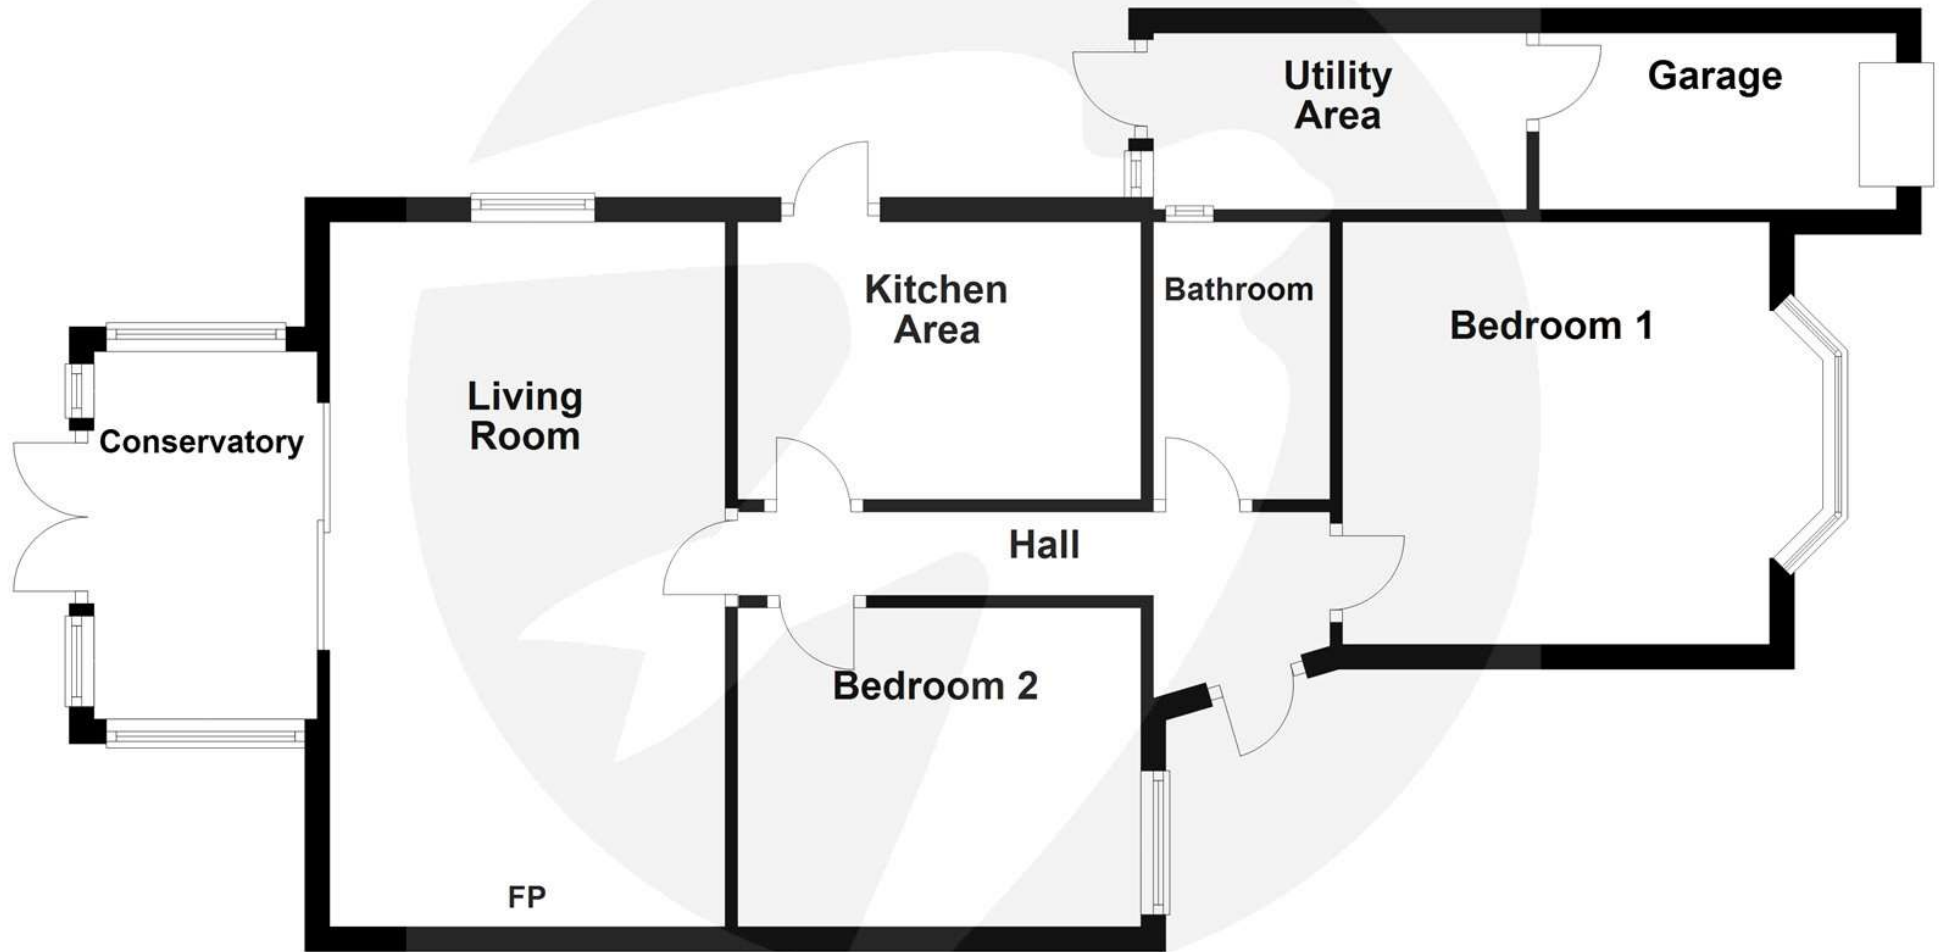 Utility
Area
Garage
Kitchen
Area
Bathroom
Bedroom 1
Living
Room
Conservatory
Hall
Bedroom 2
FP